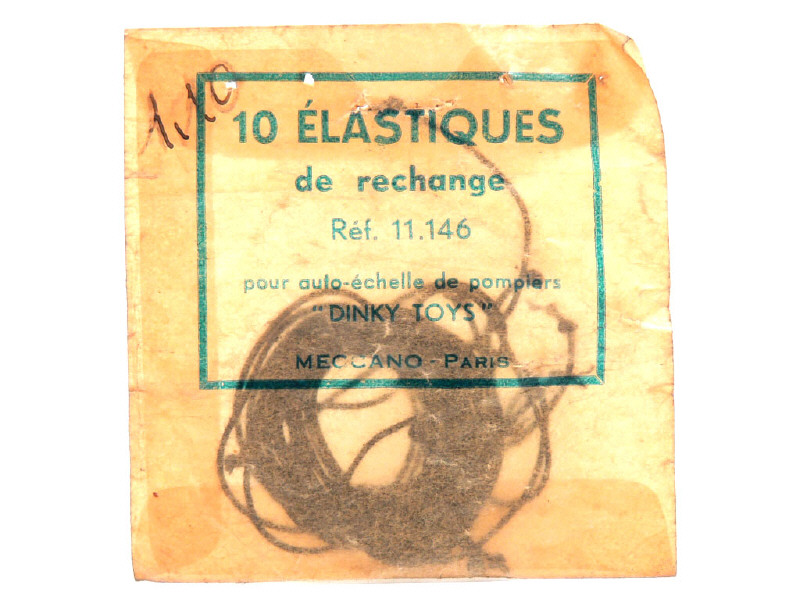 1,10
10 ÉLASTIQUES
de rechange
Réf. 11.146
pour auto-échelle de pompiers
"DINKY TOYS"
MECCANO - PARIS